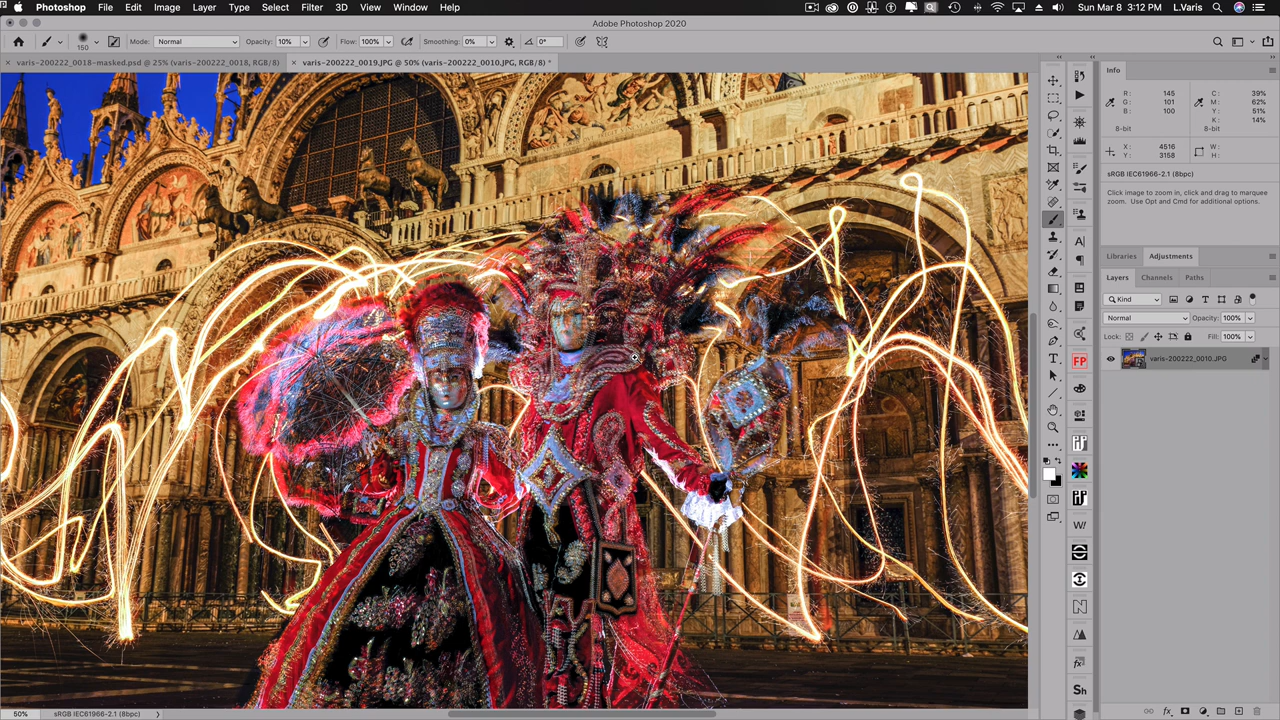 Photoshop File Edit Image Layer Type Select Filter 3D View Window Help Sun Mar 8 3:12 PM L.Varis
Adobe Photoshop 2020
150 Mode: Normal Opacity: 10% Flow: 100% Smoothing: 0% 0°
× varis-200222_0018-masked.psd @ 25% (varis-200222_0018, RGB/8) × varis-200222_0019.JPG @ 50% (varis-200222_0010.JPG, RGB/8) *
Info
R: 145 C: 39%
G: 101 M: 62%
B: 100 Y: 51%
K: 14%
8-bit 8-bit
X: 4516 W:
Y: 3158 H:
sRGB IEC61966-2.1 (8bpc)
Click image to zoom in, click and drag to marquee
zoom. Use Opt and Cmd for additional options.
Libraries Adjustments
Layers Channels Paths
Kind
Normal Opacity: 100%
Lock: Fill: 100%
varis-200222_0010.JPG
FP
W!
N
fx
Sh
50% sRGB IEC61966-2.1 (8bpc)